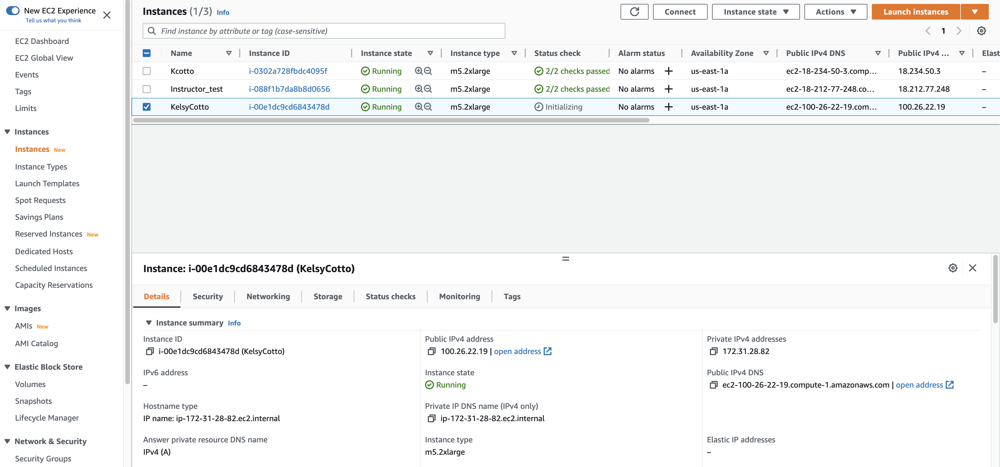 New EC2 Experience
Tell us what you think
EC2 Dashboard
EC2 Global View
Events
Tags
Limits
Instances
Instances New
Instance Types
Launch Templates
Spot Requests
Savings Plans
Reserved Instances New
Dedicated Hosts
Scheduled Instances
Capacity Reservations
Images
AMIs New
AMI Catalog
Elastic Block Store
Volumes
Snapshots
Lifecycle Manager
Network & Security
Security Groups
Instances (1/3) Info
Connect Instance state Actions Launch instances
Find instance by attribute or tag (case-sensitive)
1
Name Instance ID Instance state Instance type Status check Alarm status Availability Zone Public IPv4 DNS Public IPv4 ... Elast
Kcotto i-0302a728fbdc4095f Running m5.2xlarge 2/2 checks passed No alarms + us-east-1a ec2-18-234-50-3.comp... 18.234.50.3 –
Instructor_test i-088f1b7da8b8d0656 Running m5.2xlarge 2/2 checks passed No alarms + us-east-1a ec2-18-212-77-248.co... 18.212.77.248 –
KelsyCotto i-00e1dc9cd6843478d Running m5.2xlarge Initializing No alarms + us-east-1a ec2-100-26-22-19.com... 100.26.22.19 –
Instance: i-00e1dc9cd6843478d (KelsyCotto)
Details Security Networking Storage Status checks Monitoring Tags
Instance summary Info
Instance ID
i-00e1dc9cd6843478d (KelsyCotto)
Public IPv4 address
100.26.22.19 | open address
Private IPv4 addresses
172.31.28.82
IPv6 address
–
Instance state
Running
Public IPv4 DNS
ec2-100-26-22-19.compute-1.amazonaws.com | open address
Hostname type
IP name: ip-172-31-28-82.ec2.internal
Private IP DNS name (IPv4 only)
ip-172-31-28-82.ec2.internal
Answer private resource DNS name
IPv4 (A)
Instance type
m5.2xlarge
Elastic IP addresses
–